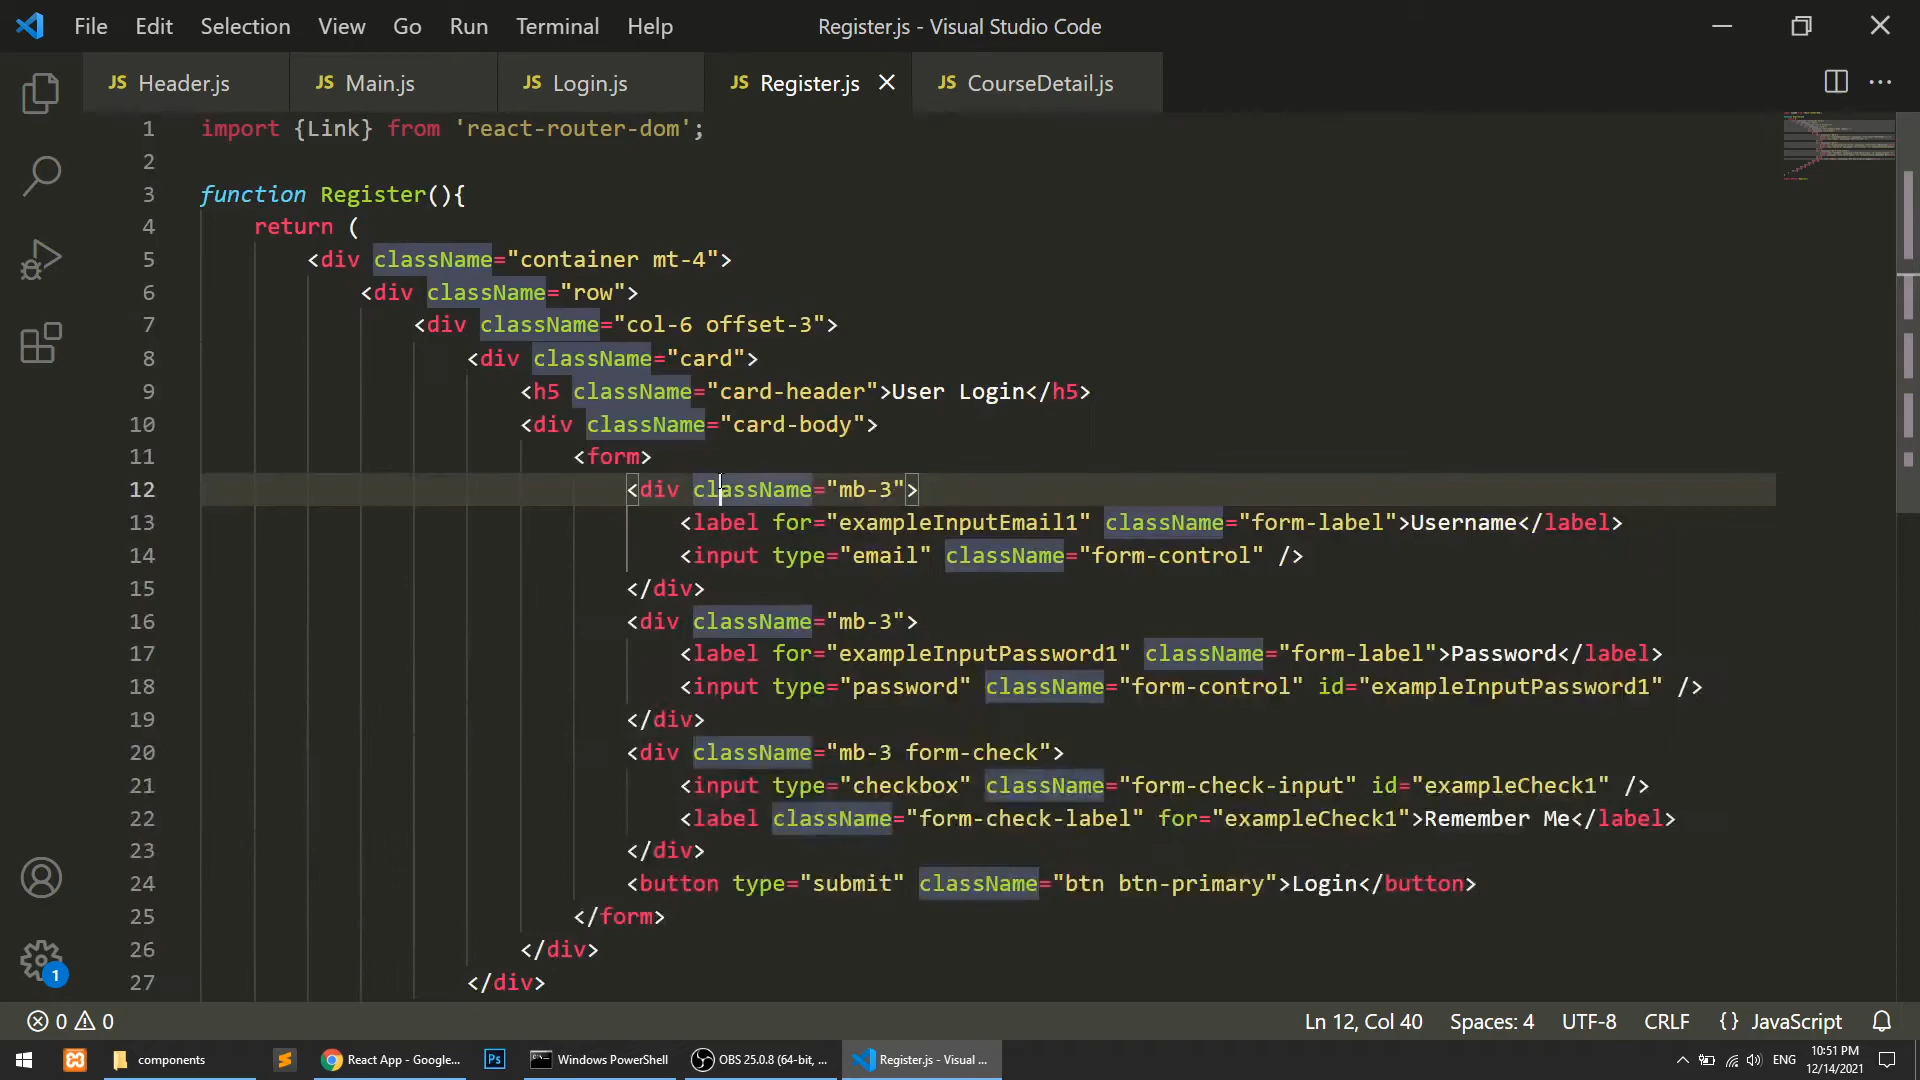 File Edit Selection View Go Run Terminal Help Register.js - Visual Studio Code
JS Header.js JS Main.js JS Login.js JS Register.js JS CourseDetail.js
1 import {Link} from 'react-router-dom';
2
3 function Register(){
4 return (
5 <div className="container mt-4">
6 <div className="row">
7 <div className="col-6 offset-3">
8 <div className="card">
9 <h5 className="card-header">User Login</h5>
10 <div className="card-body">
11 <form>
12 <div className="mb-3">
13 <label for="exampleInputEmail1" className="form-label">Username</label>
14 <input type="email" className="form-control" />
15 </div>
16 <div className="mb-3">
17 <label for="exampleInputPassword1" className="form-label">Password</label>
18 <input type="password" className="form-control" id="exampleInputPassword1" />
19 </div>
20 <div className="mb-3 form-check">
21 <input type="checkbox" className="form-check-input" id="exampleCheck1" />
22 <label className="form-check-label" for="exampleCheck1">Remember Me</label>
23 </div>
24 <button type="submit" className="btn btn-primary">Login</button>
25 </form>
26 </div>
27 </div>
1
0 0 Ln 12, Col 40 Spaces: 4 UTF-8 CRLF {} JavaScript
components React App - Google... Ps Windows PowerShell OBS 25.0.8 (64-bit, ... Register.js - Visual ... ENG 10:51 PM
12/14/2021